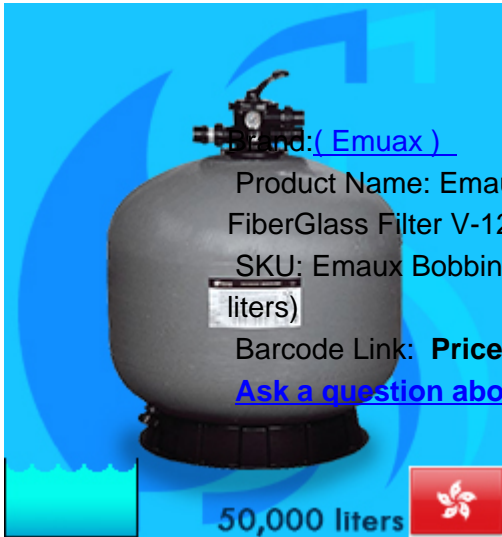 Brand:( Emuax )
Product Name: Emau
FiberGlass Filter V-12
SKU: Emaux Bobbin
liters)
Barcode Link: Price
Ask a question abo
50,000 liters